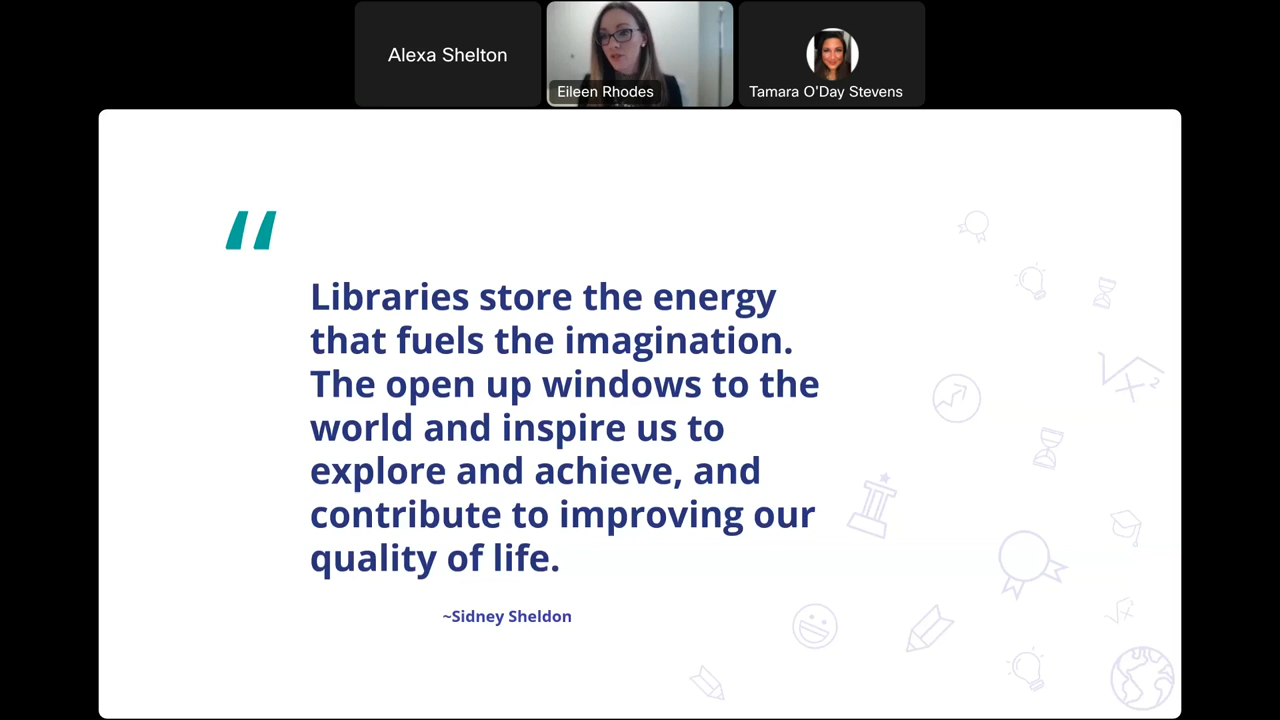 Alexa Shelton
Eileen Rhodes
Tamara O'Day Stevens
“
Libraries store the energy
that fuels the imagination.
The open up windows to the
world and inspire us to
explore and achieve, and
contribute to improving our
quality of life.
~Sidney Sheldon
√x²
√x²